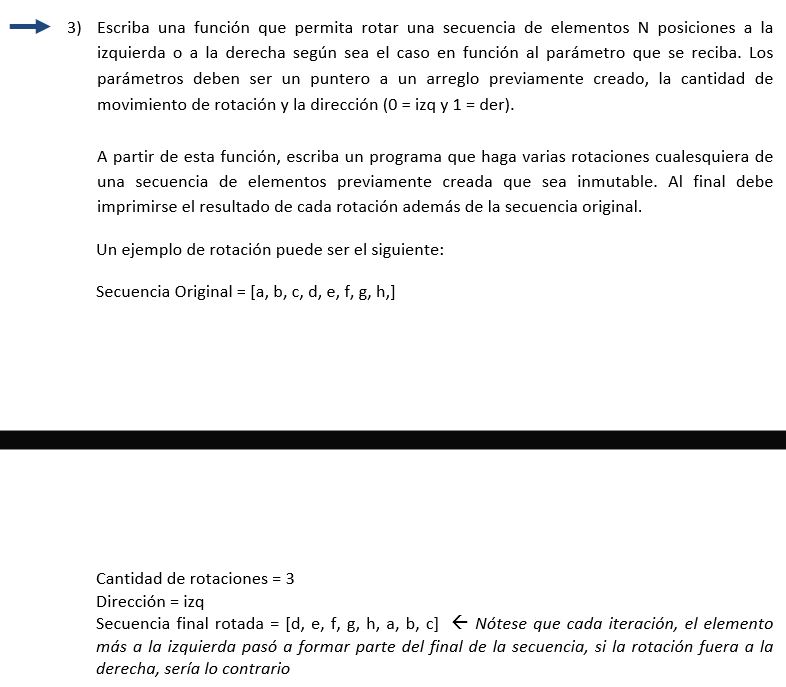 3) Escriba una función que permita rotar una secuencia de elementos N posiciones a la
izquierda o a la derecha según sea el caso en función al parámetro que se reciba. Los
parámetros deben ser un puntero a un arreglo previamente creado, la cantidad de
movimiento de rotación y la dirección (0 = izq y 1 = der).
A partir de esta función, escriba un programa que haga varias rotaciones cualesquiera de
una secuencia de elementos previamente creada que sea inmutable. Al final debe
imprimirse el resultado de cada rotación además de la secuencia original.
Un ejemplo de rotación puede ser el siguiente:
Secuencia Original = [a, b, c, d, e, f, g, h,]
Cantidad de rotaciones = 3
Dirección = izq
Secuencia final rotada = [d, e, f, g, h, a, b, c] ← Nótese que cada iteración, el elemento
más a la izquierda pasó a formar parte del final de la secuencia, si la rotación fuera a la
derecha, sería lo contrario